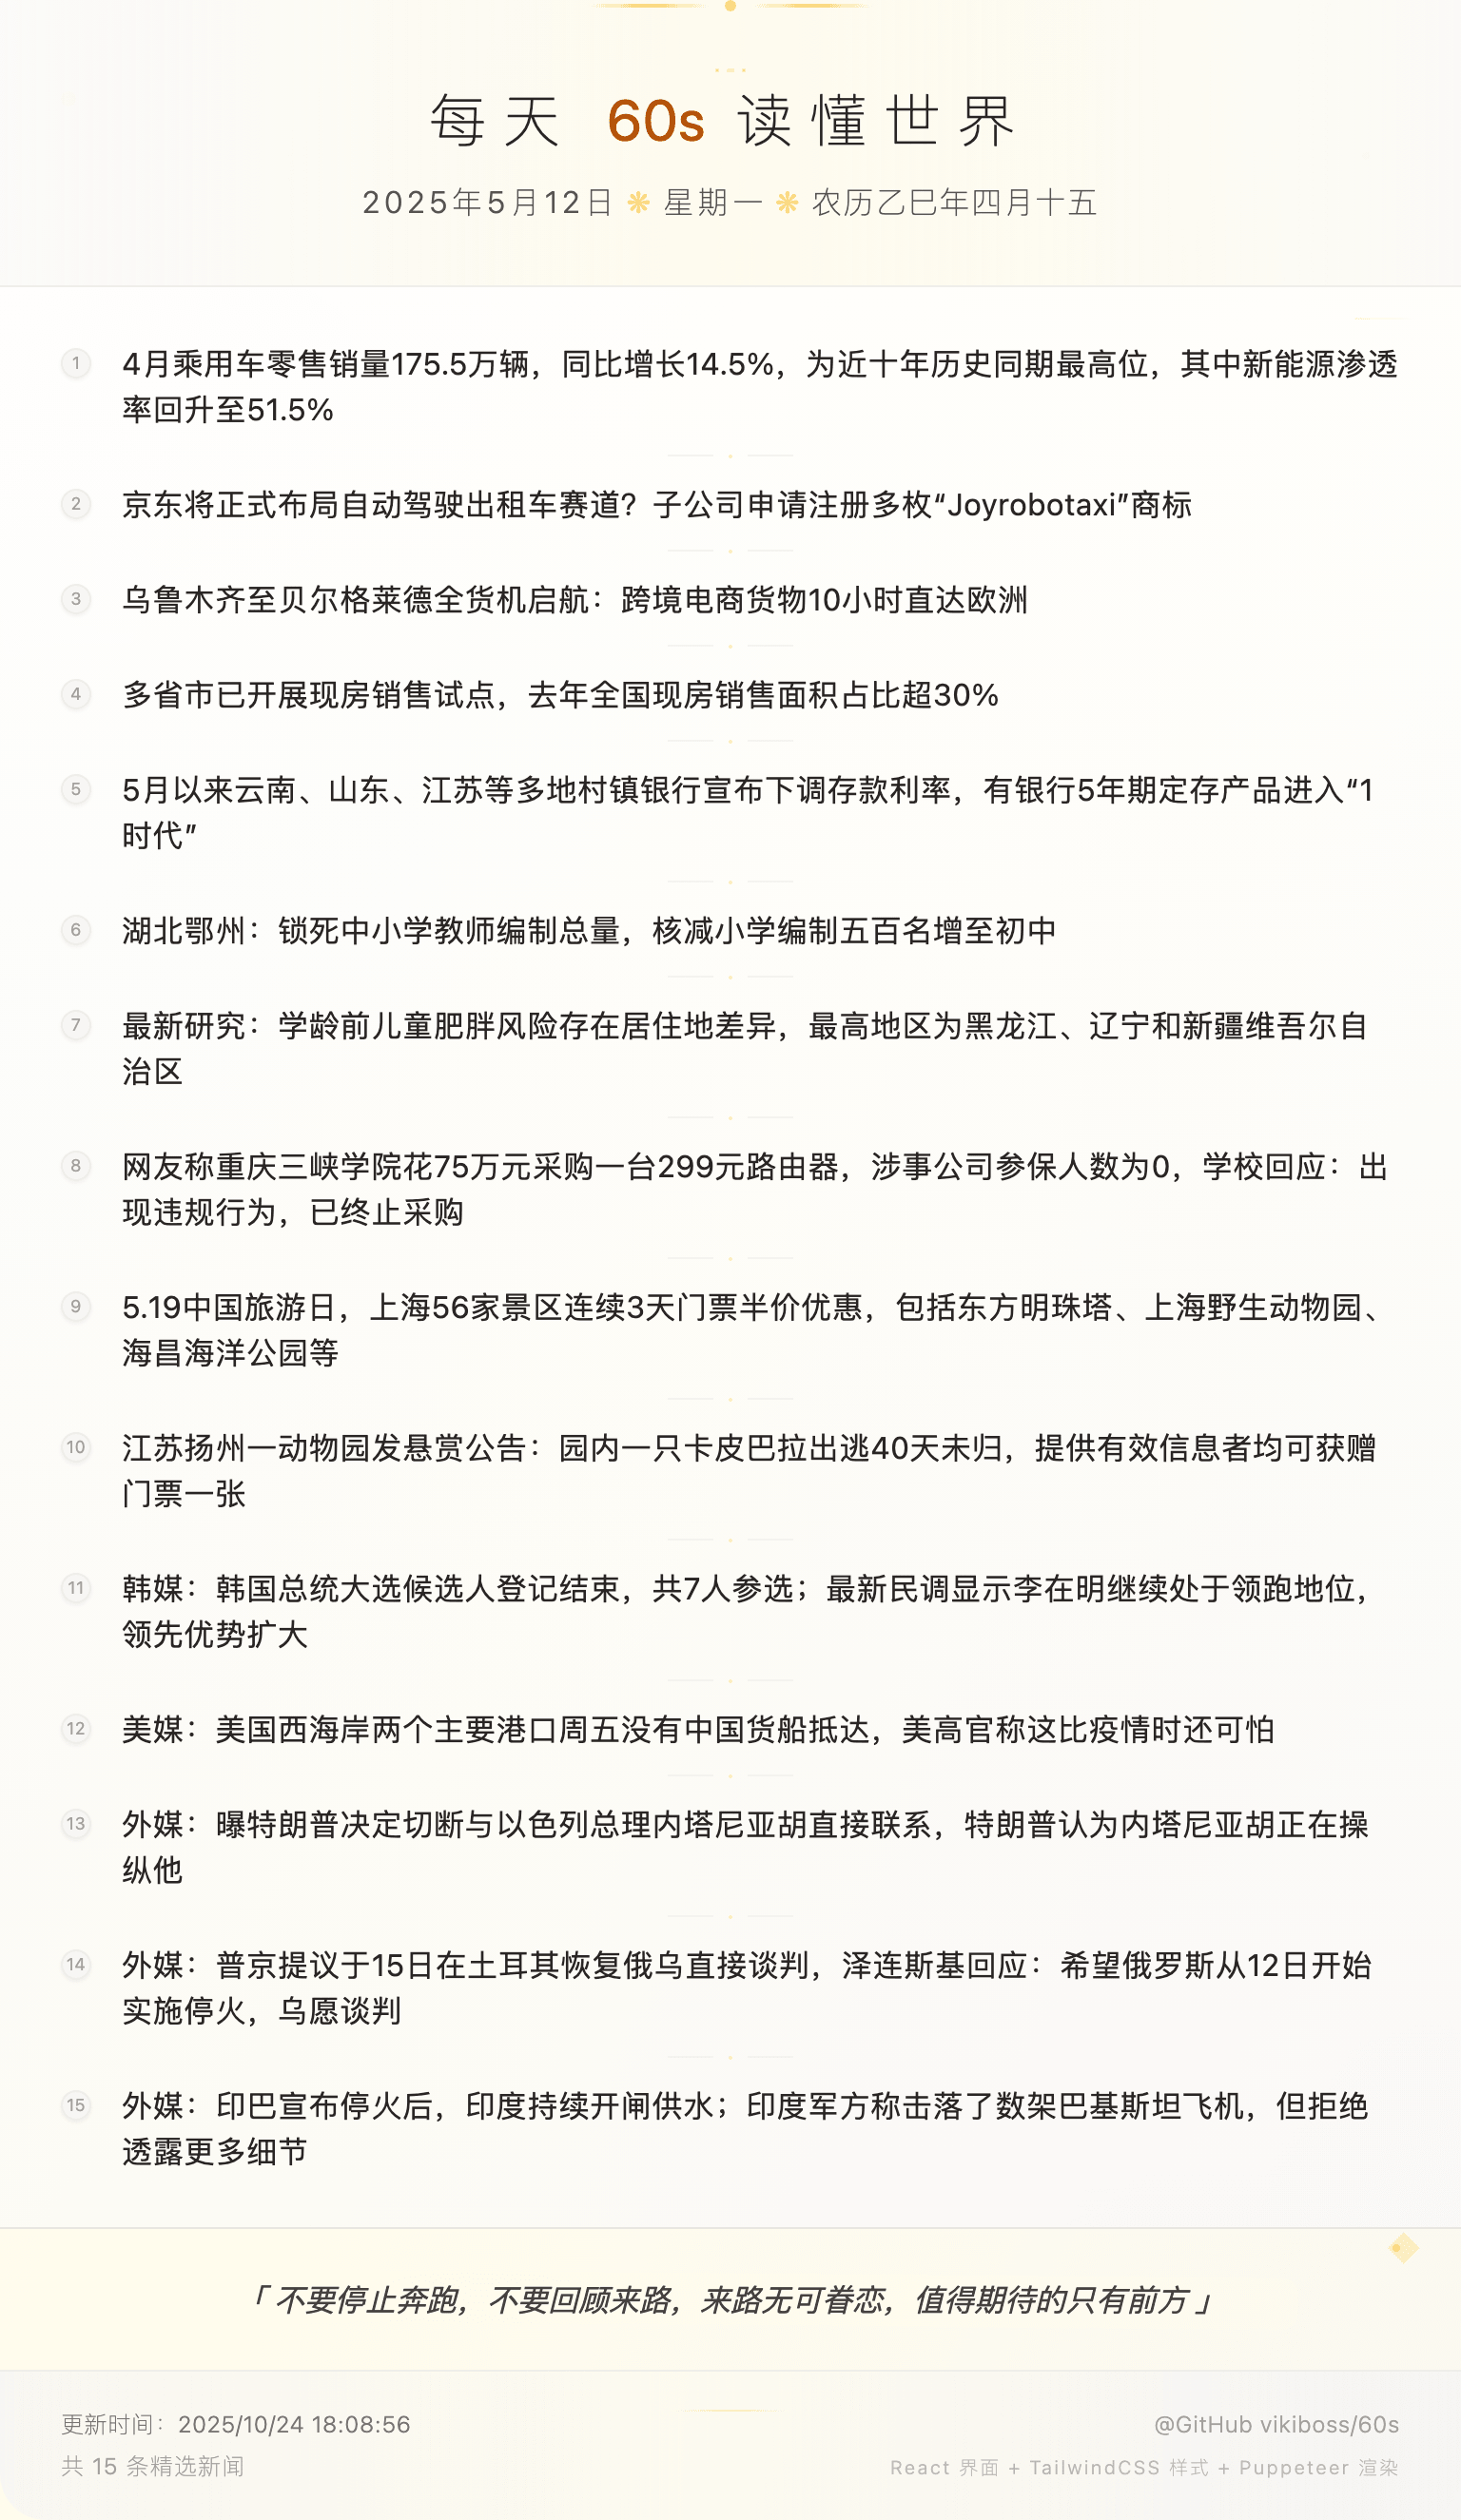 每天 60s 读懂世界
2025年5月12日 ❋ 星期一 ❋ 农历乙巳年四月十五
1 4月乘用车零售销量175.5万辆，同比增长14.5%，为近十年历史同期最高位，其中新能源渗透
率回升至51.5%
2 京东将正式布局自动驾驶出租车赛道？子公司申请注册多枚“Joyrobotaxi”商标
3 乌鲁木齐至贝尔格莱德全货机启航：跨境电商货物10小时直达欧洲
4 多省市已开展现房销售试点，去年全国现房销售面积占比超30%
5 5月以来云南、山东、江苏等多地村镇银行宣布下调存款利率，有银行5年期定存产品进入“1
时代”
6 湖北鄂州：锁死中小学教师编制总量，核减小学编制五百名增至初中
7 最新研究：学龄前儿童肥胖风险存在居住地差异，最高地区为黑龙江、辽宁和新疆维吾尔自
治区
8 网友称重庆三峡学院花75万元采购一台299元路由器，涉事公司参保人数为0，学校回应：出
现违规行为，已终止采购
9 5.19中国旅游日，上海56家景区连续3天门票半价优惠，包括东方明珠塔、上海野生动物园、
海昌海洋公园等
10 江苏扬州一动物园发悬赏公告：园内一只卡皮巴拉出逃40天未归，提供有效信息者均可获赠
门票一张
11 韩媒：韩国总统大选候选人登记结束，共7人参选；最新民调显示李在明继续处于领跑地位，
领先优势扩大
12 美媒：美国西海岸两个主要港口周五没有中国货船抵达，美高官称这比疫情时还可怕
13 外媒：曝特朗普决定切断与以色列总理内塔尼亚胡直接联系，特朗普认为内塔尼亚胡正在操
纵他
14 外媒：普京提议于15日在土耳其恢复俄乌直接谈判，泽连斯基回应：希望俄罗斯从12日开始
实施停火，乌愿谈判
15 外媒：印巴宣布停火后，印度持续开闸供水；印度军方称击落了数架巴基斯坦飞机，但拒绝
透露更多细节
「 不要停止奔跑，不要回顾来路，来路无可眷恋，值得期待的只有前方 」
更新时间：2025/10/24 18:08:56
@GitHub vikiboss/60s
共 15 条精选新闻
React 界面 + TailwindCSS 样式 + Puppeteer 渲染